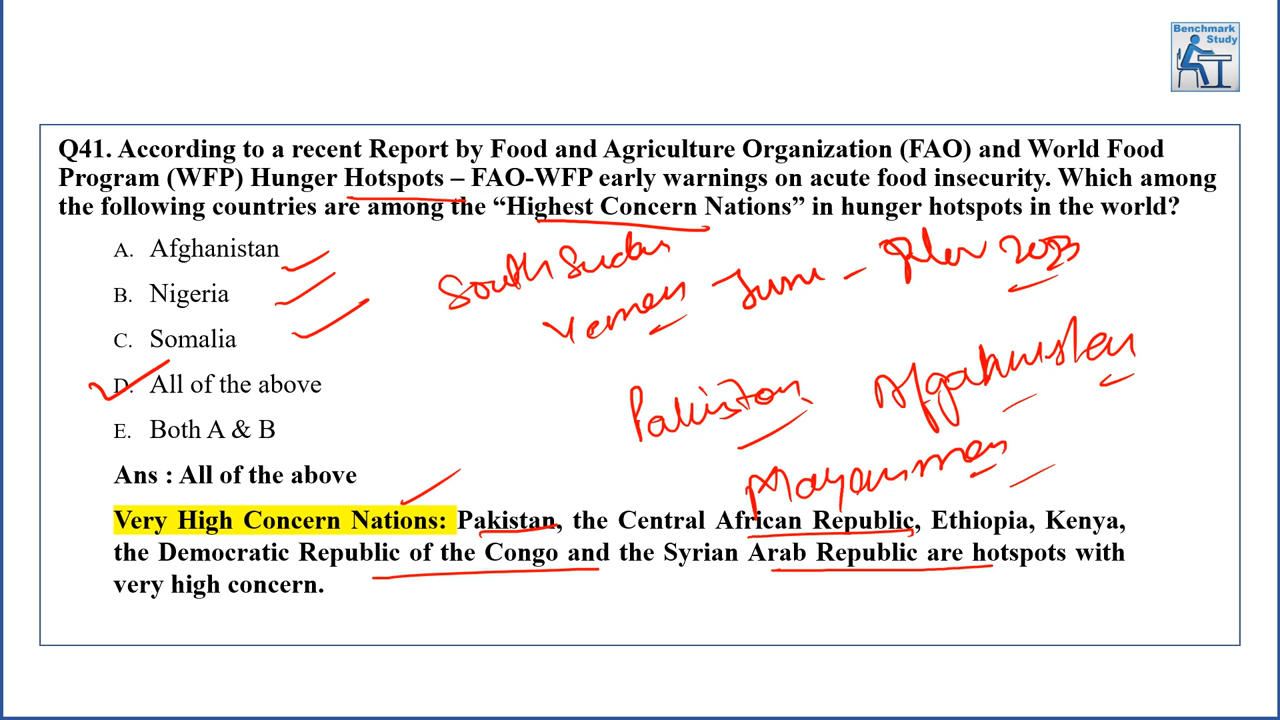 Benchmark
Study
Q41. According to a recent Report by Food and Agriculture Organization (FAO) and World Food
Program (WFP) Hunger Hotspots – FAO-WFP early warnings on acute food insecurity. Which among
the following countries are among the “Highest Concern Nations” in hunger hotspots in the world?
A. Afghanistan
B. Nigeria
C. Somalia
D. All of the above
E. Both A & B
South Sudan
Yemen June – Nov 2023
Pakistan
Ans : All of the above
Very High Concern Nations: Pakistan, the Central African Republic, Ethiopia, Kenya,
the Democratic Republic of the Congo and the Syrian Arab Republic are hotspots with
very high concern.